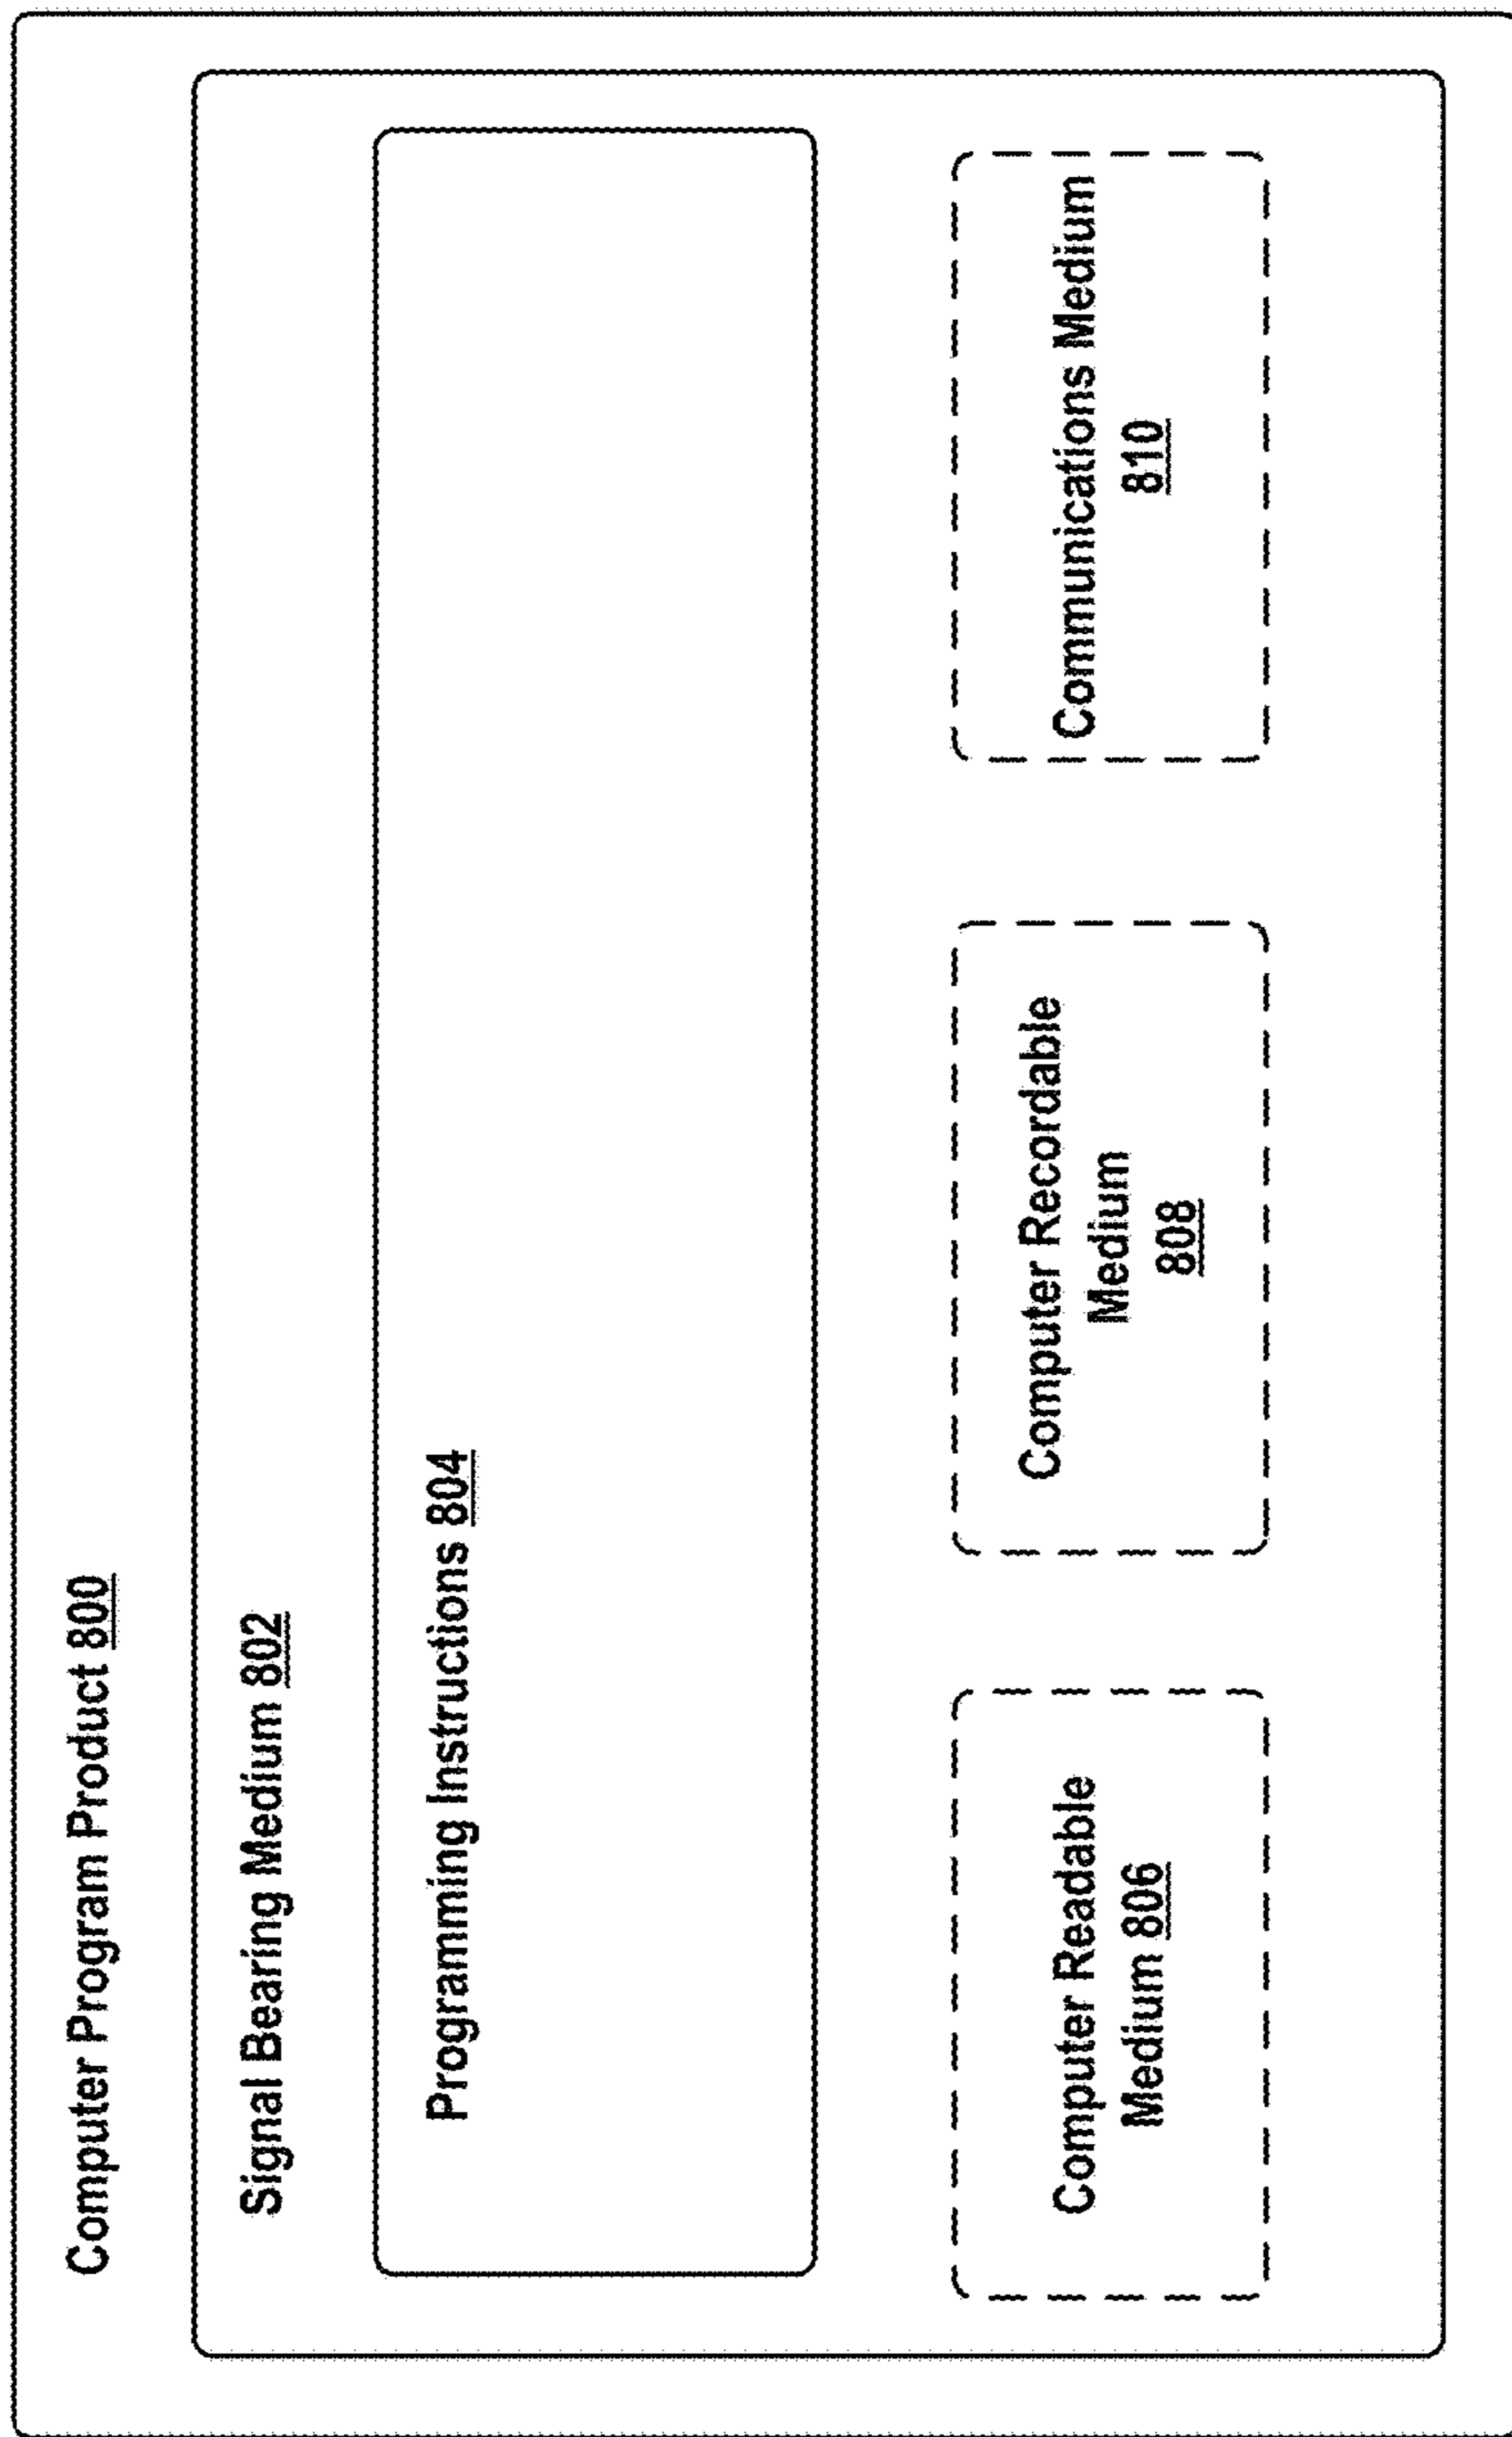 Computer Program Product 800
Signal Bearing Medium 802
Programming Instructions 804
Computer Readable
Medium 806
Computer Recordable
Medium
808
Communications Medium
810